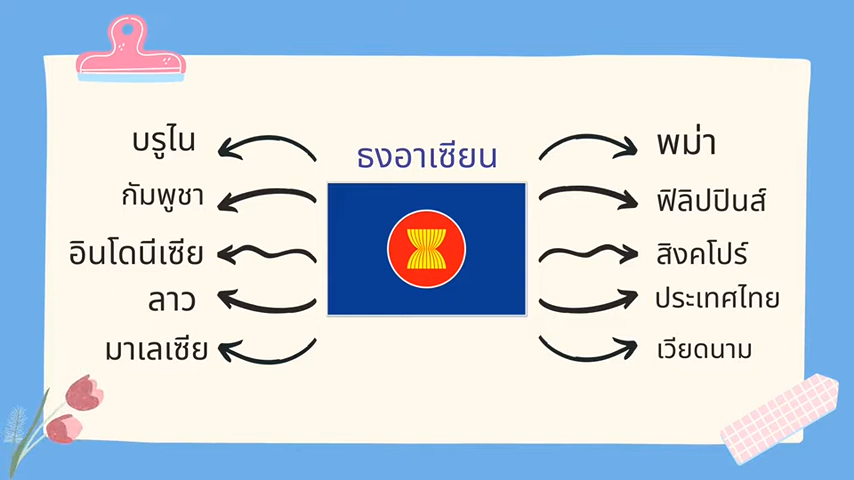 ธงอาเซียน
บรูไน
กัมพูชา
อินโดนีเซีย
ลาว
มาเลเซีย
พม่า
ฟิลิปปินส์
สิงคโปร์
ประเทศไทย
เวียดนาม